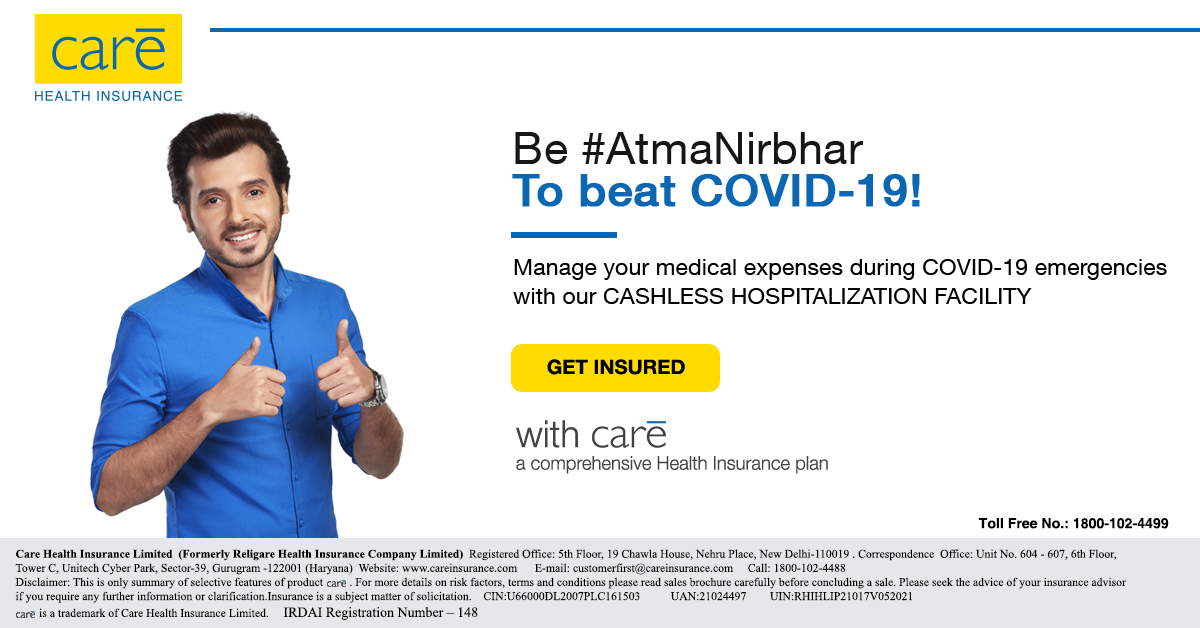 carē
HEALTH INSURANCE
Be #AtmaNirbhar
To beat COVID-19!
Manage your medical expenses during COVID-19 emergencies
with our CASHLESS HOSPITALIZATION FACILITY
GET INSURED
with carē
a comprehensive Health Insurance plan
Toll Free No.: 1800-102-4499
Care Health Insurance Limited (Formerly Religare Health Insurance Company Limited) Registered Office: 5th Floor, 19 Chawla House, Nehru Place, New Delhi-110019 . Correspondence Office: Unit No. 604 - 607, 6th Floor,
Tower C, Unitech Cyber Park, Sector-39, Gurugram -122001 (Haryana) Website: www.careinsurance.com E-mail: customerfirst@careinsurance.com Call: 1800-102-4488
Disclaimer: This is only summary of selective features of product carē . For more details on risk factors, terms and conditions please read sales brochure carefully before concluding a sale. Please seek the advice of your insurance advisor
if you require any further information or clarification.Insurance is a subject matter of solicitation. CIN:U66000DL2007PLC161503 UAN:21024497 UIN:RHIHLIP21017V052021
carē is a trademark of Care Health Insurance Limited. IRDAI Registration Number – 148